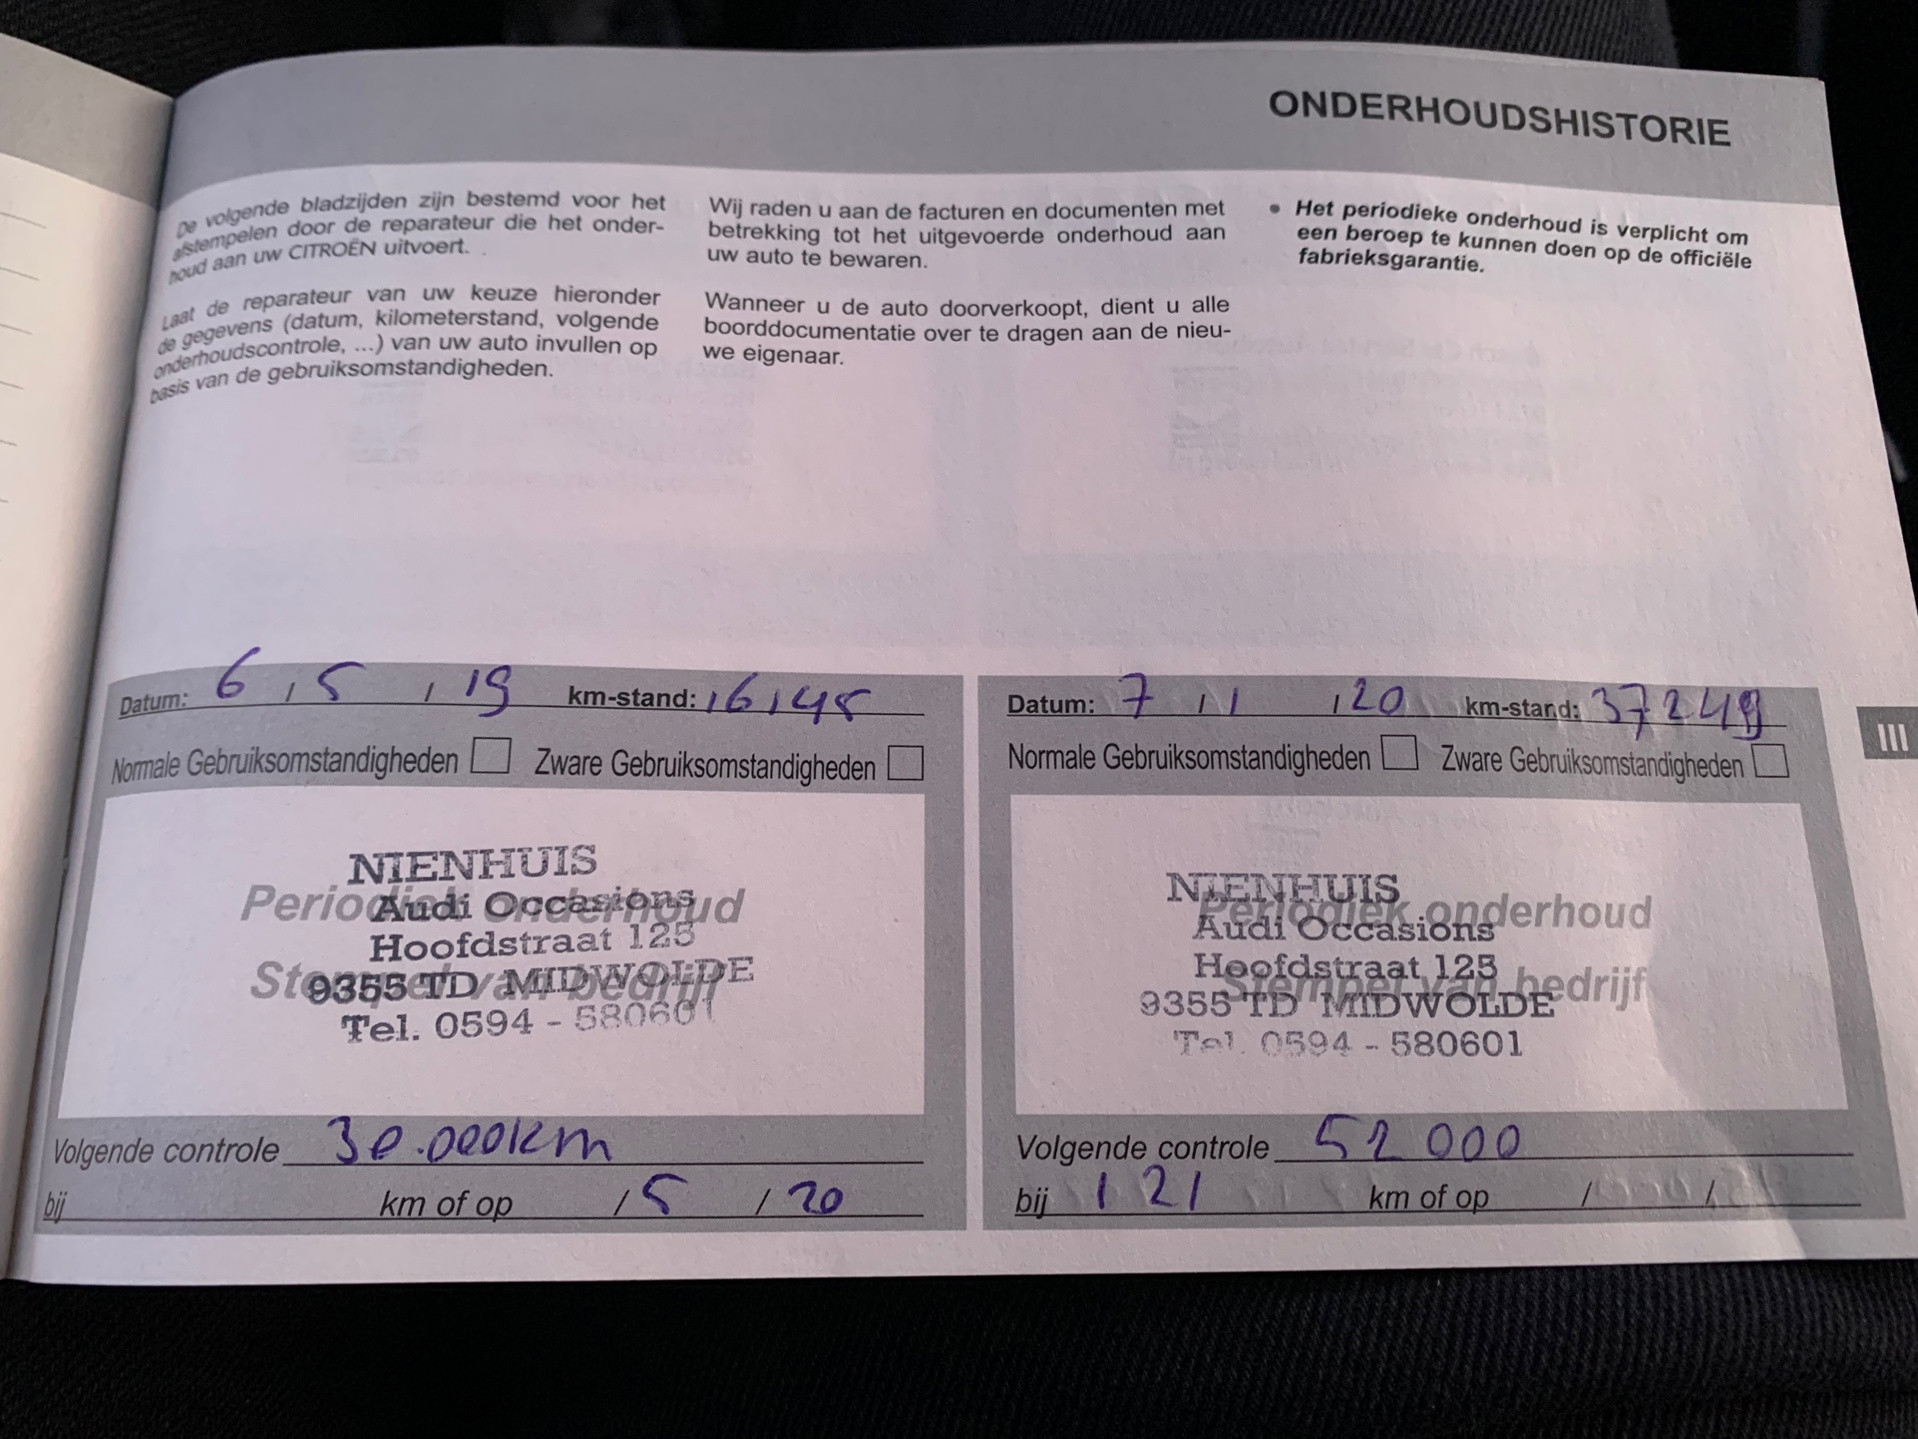 ONDERHOUDSHISTORIE
De volgende bladzijden zijn bestemd voor het
afstempelen door de reparateur die het onder-
houd aan uw CITROËN uitvoert.
Laat de reparateur van uw keuze hieronder
de gegevens (datum, kilometerstand, volgende
onderhoudscontrole, ...) van uw auto invullen op
basis van de gebruiksomstandigheden.
Wij raden u aan de facturen en documenten met
betrekking tot het uitgevoerde onderhoud aan
uw auto te bewaren.
Wanneer u de auto doorverkoopt, dient u alle
boorddocumentatie over te dragen aan de nieu-
we eigenaar.
• Het periodieke onderhoud is verplicht om
een beroep te kunnen doen op de officiële
fabrieksgarantie.
Datum: 6 / 5 / 19 km-stand: 16145
Normale Gebruiksomstandigheden Zware Gebruiksomstandigheden
Periodiek onderhoud
Stempel van bedrijf
NIENHUIS
Audi Occasions
Hoofdstraat 125
9355 TD MIDWOLDE
Tel. 0594 - 580601
Volgende controle 30.000km
bij km of op / 5 / 20
Datum: 7 / 1 / 20 km-stand: 37249
Normale Gebruiksomstandigheden Zware Gebruiksomstandigheden
Periodiek onderhoud
Stempel van bedrijf
NIENHUIS
Audi Occasions
Hoofdstraat 125
9355 TD MIDWOLDE
Tel. 0594 - 580601
Volgende controle 52 000
bij 1 21 km of op / /
III